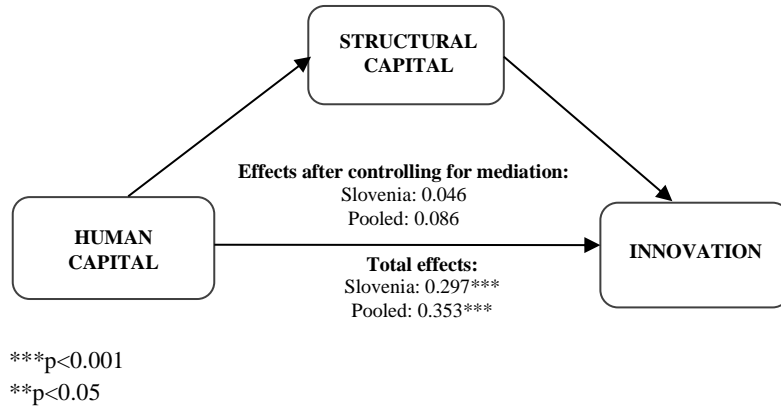 STRUCTURAL
CAPITAL
Effects after controlling for mediation:
Slovenia: 0.046
Pooled: 0.086
HUMAN
CAPITAL
INNOVATION
Total effects:
Slovenia: 0.297***
Pooled: 0.353***
***p<0.001
**p<0.05